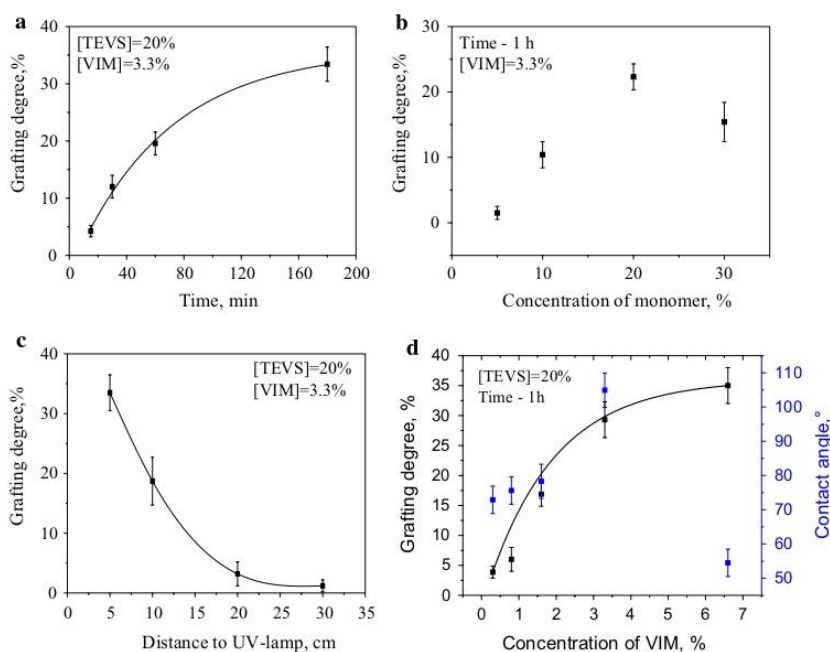 a
[TEVS]=20%
[VIM]=3.3%
Grafting degree,%
40
30
20
10
0
0 40 80 120 160 200
Time, min
b
Time - 1 h
[VIM]=3.3%
Grafting degree, %
30
20
10
0
0 10 20 30
Concentration of monomer, %
c
[TEVS]=20%
[VIM]=3.3%
Grafting degree,%
40
30
20
10
0
0 5 10 15 20 25 30 35
Distance to UV-lamp, cm
d
[TEVS]=20%
Time - 1h
Grafting degree, %
40
35
30
25
20
15
10
5
0
0 1 2 3 4 5 6 7
Concentration of VIM, %
110
100
90
80
70
60
50
Contact angle,°